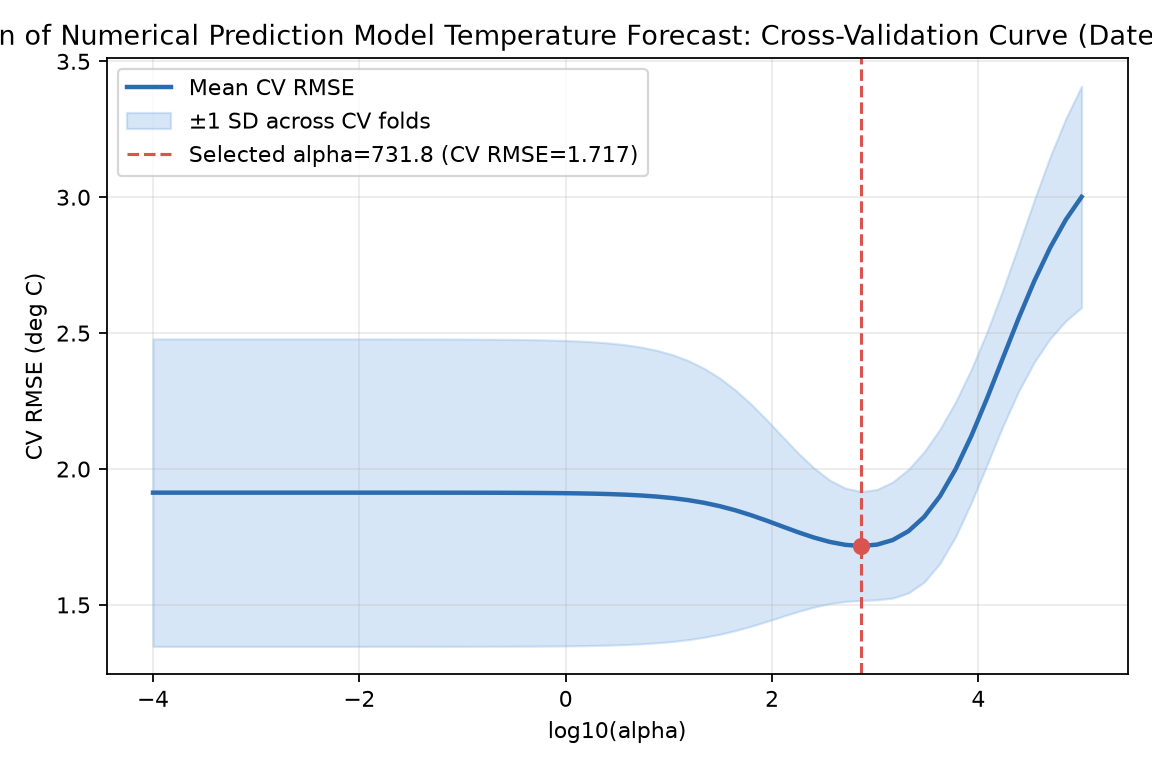 n of Numerical Prediction Model Temperature Forecast: Cross-Validation Curve (Date
Mean CV RMSE
±1 SD across CV folds
Selected alpha=731.8 (CV RMSE=1.717)
CV RMSE (deg C)
3.5
3.0
2.5
2.0
1.5
−4
−2
0
2
4
log10(alpha)